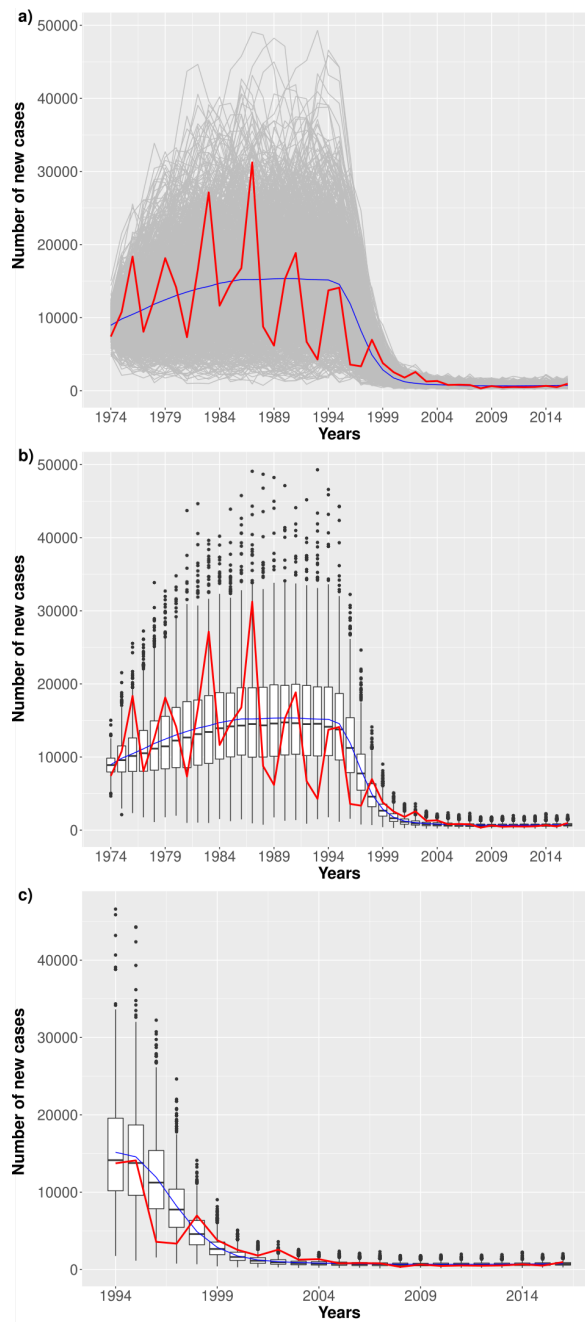 a)
50000
40000
30000
20000
10000
0
Number of new cases
1974 1979 1984 1989 1994 1999 2004 2009 2014
Years
b)
50000
40000
30000
20000
10000
0
Number of new cases
1974 1979 1984 1989 1994 1999 2004 2009 2014
Years
c)
40000
30000
20000
10000
0
Number of new cases
1994 1999 2004 2009 2014
Years